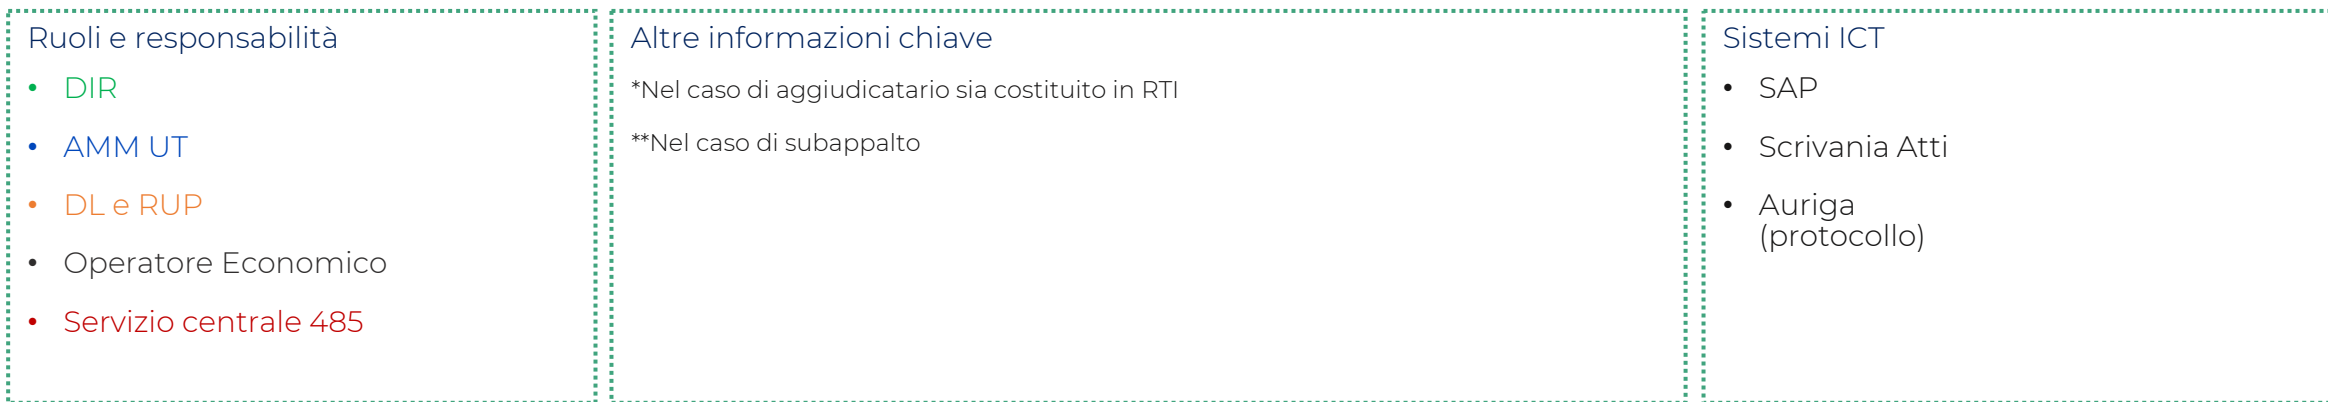 Ruoli e responsabilità
• DIR
• AMM UT
• DL e RUP
• Operatore Economico
• Servizio centrale 485
Altre informazioni chiave
*Nel caso di aggiudicatario sia costituito in RTI
**Nel caso di subappalto
Sistemi ICT
• SAP
• Scrivania Atti
• Auriga
(protocollo)